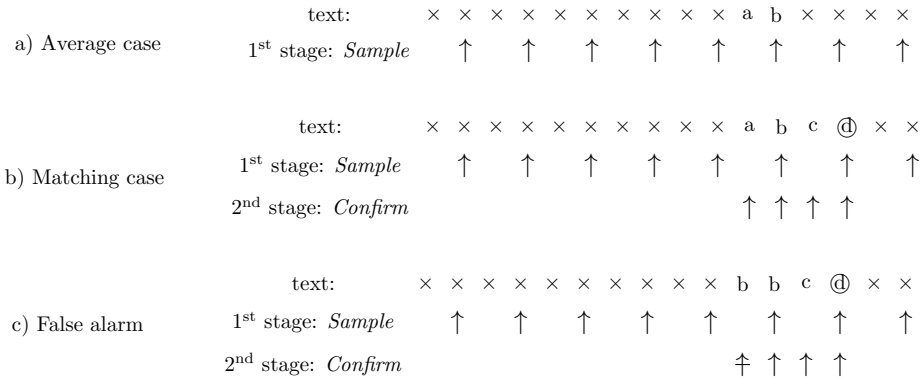 text: × × × × × × × × × × a b × × × ×
a) Average case
1st stage: Sample ↑ ↑ ↑ ↑ ↑ ↑ ↑ ↑
text: × × × × × × × × × × a b c ⓓ × ×
1st stage: Sample ↑ ↑ ↑ ↑ ↑ ↑ ↑ ↑
b) Matching case
2nd stage: Confirm ↑ ↑ ↑ ↑
text: × × × × × × × × × × b b c ⓓ × ×
1st stage: Sample ↑ ↑ ↑ ↑ ↑ ↑ ↑ ↑
c) False alarm
2nd stage: Confirm ⤉ ↑ ↑ ↑